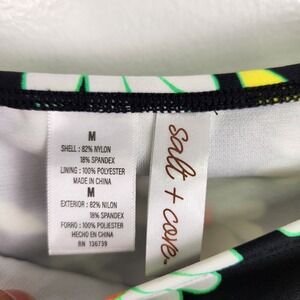 M
SHELL : 82% NYLON
18% SPANDEX
LINING : 100% POLYESTER
MADE IN CHINA
M
EXTERIOR : 82% NILON
18% SPANDEX
FORRO : 100% POLIESTER
HECHO EN CHINA
RN 136739
salt + cove.